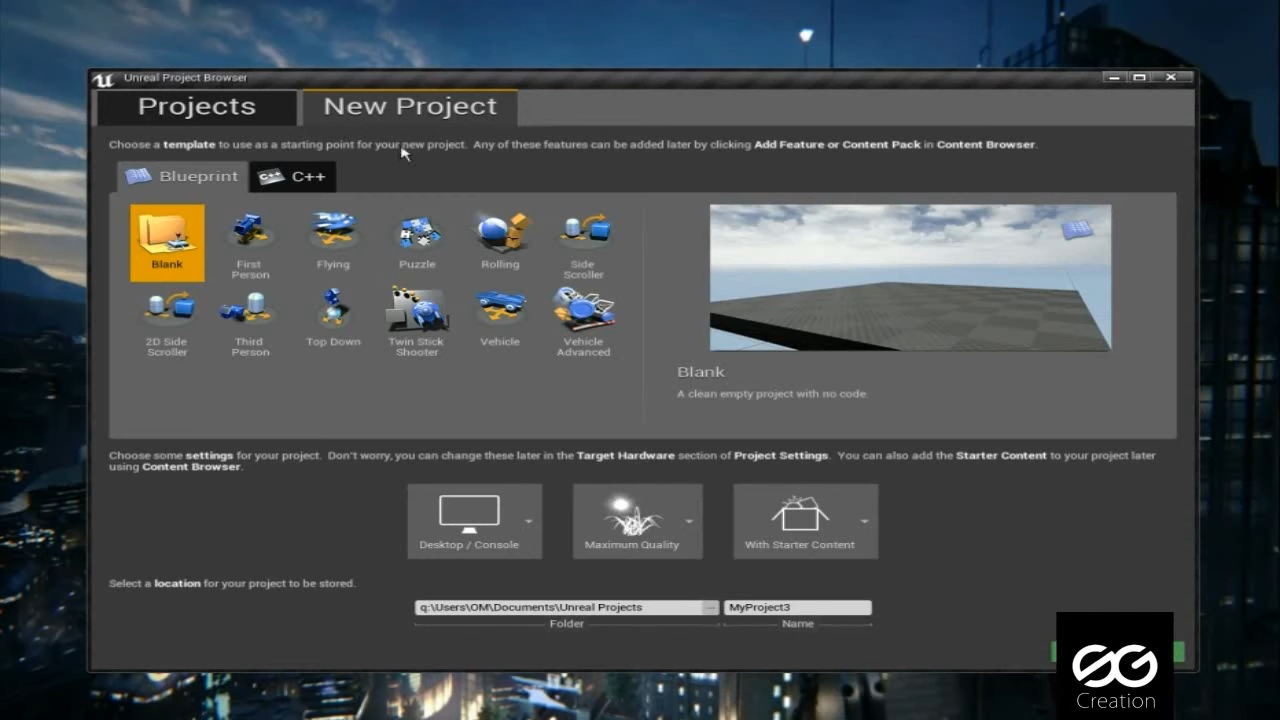 Unreal Project Browser
Projects
New Project
Choose a template to use as a starting point for your new project. Any of these features can be added later by clicking Add Feature or Content Pack in Content Browser.
Blueprint
C++
Blank
First Person
Flying
Puzzle
Rolling
Side Scroller
2D Side Scroller
Third Person
Top Down
Twin Stick Shooter
Vehicle
Vehicle Advanced
Blank
A clean empty project with no code.
Choose some settings for your project. Don't worry, you can change these later in the Target Hardware section of Project Settings. You can also add the Starter Content to your project later
using Content Browser.
Desktop / Console
Maximum Quality
With Starter Content
Select a location for your project to be stored.
q:\Users\OM\Documents\Unreal Projects
...
MyProject3
Folder
Name
SG
Creation